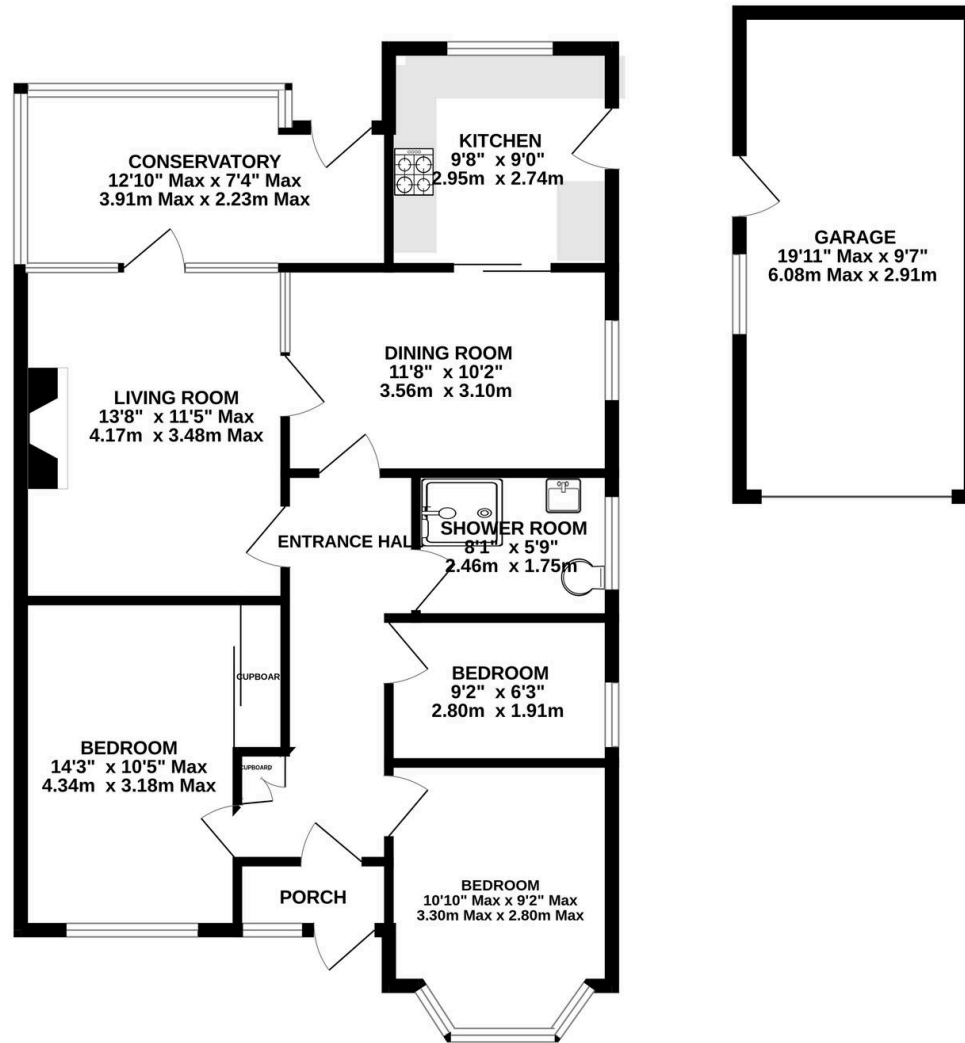 KITCHEN
9'8" x 9'0"
2.95m x 2.74m
CONSERVATORY
12'10" Max x 7'4" Max
3.91m Max x 2.23m Max
GARAGE
19'11" Max x 9'7"
6.08m Max x 2.91m
DINING ROOM
11'8" x 10'2"
3.56m x 3.10m
LIVING ROOM
13'8" x 11'5" Max
4.17m x 3.48m Max
ENTRANCE HALL
SHOWER ROOM
8'1" x 5'9"
2.46m x 1.75m
BEDROOM
9'2" x 6'3"
2.80m x 1.91m
CUPBOAR
BEDROOM
14'3" x 10'5" Max
4.34m x 3.18m Max
CUPBOARD
BEDROOM
10'10" Max x 9'2" Max
3.30m Max x 2.80m Max
PORCH